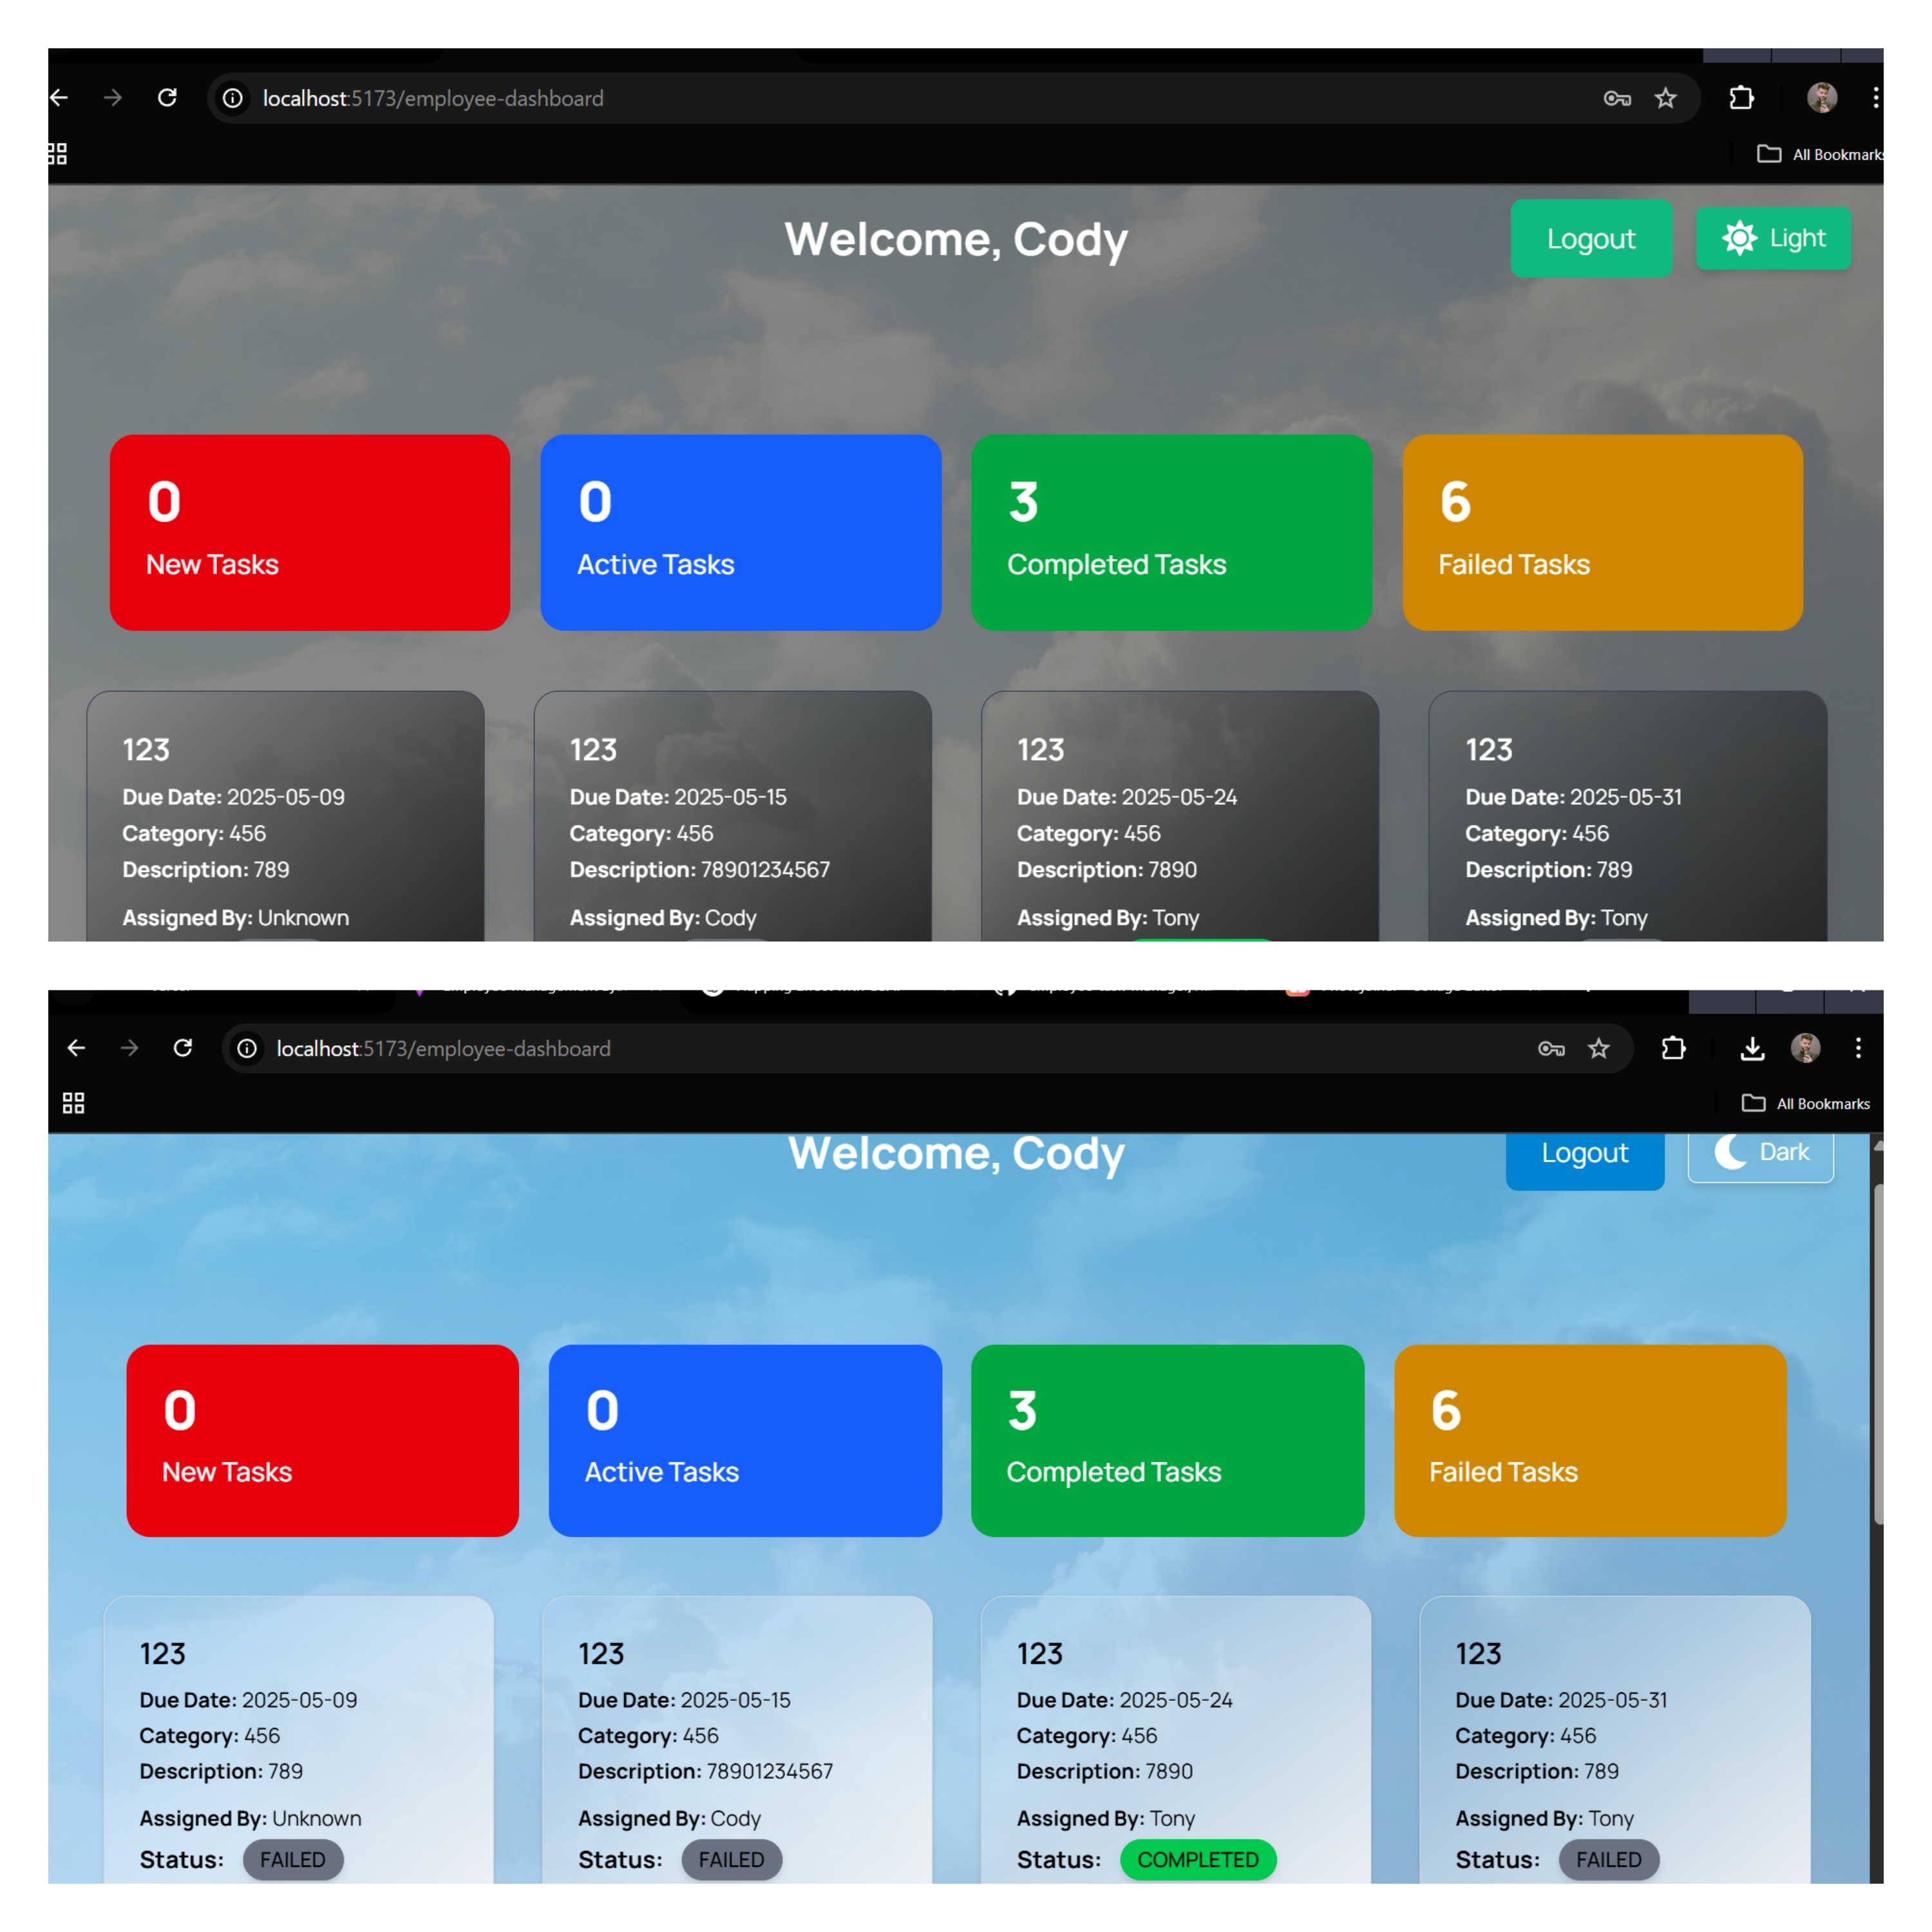 localhost:5173/employee-dashboard
All Bookmarks
Welcome, Cody
Logout
Light
0
New Tasks
0
Active Tasks
3
Completed Tasks
6
Failed Tasks
123
Due Date: 2025-05-09
Category: 456
Description: 789
Assigned By: Unknown
123
Due Date: 2025-05-15
Category: 456
Description: 78901234567
Assigned By: Cody
123
Due Date: 2025-05-24
Category: 456
Description: 7890
Assigned By: Tony
123
Due Date: 2025-05-31
Category: 456
Description: 789
Assigned By: Tony
localhost:5173/employee-dashboard
All Bookmarks
Welcome, Cody
Logout
Dark
0
New Tasks
0
Active Tasks
3
Completed Tasks
6
Failed Tasks
123
Due Date: 2025-05-09
Category: 456
Description: 789
Assigned By: Unknown
Status: FAILED
123
Due Date: 2025-05-15
Category: 456
Description: 78901234567
Assigned By: Cody
Status: FAILED
123
Due Date: 2025-05-24
Category: 456
Description: 7890
Assigned By: Tony
Status: COMPLETED
123
Due Date: 2025-05-31
Category: 456
Description: 789
Assigned By: Tony
Status: FAILED